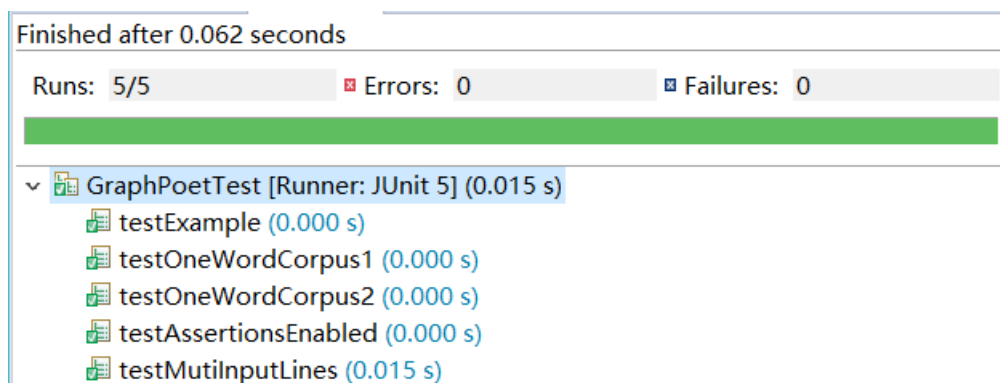 Finished after 0.062 seconds
Runs: 5/5 Errors: 0 Failures: 0
GraphPoetTest [Runner: JUnit 5] (0.015 s)
testExample (0.000 s)
testOneWordCorpus1 (0.000 s)
testOneWordCorpus2 (0.000 s)
testAssertionsEnabled (0.000 s)
testMutiInputLines (0.015 s)